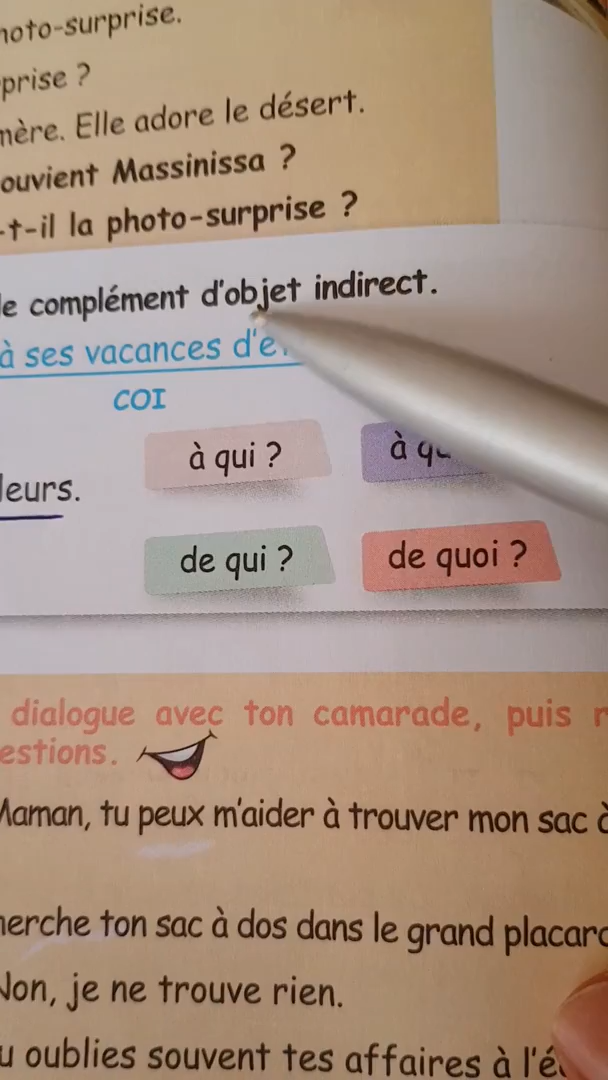 photo-surprise.
prise ?
mère. Elle adore le désert.
souvient Massinissa ?
-t-il la photo-surprise ?
le complément d'objet indirect.
à ses vacances
COI
à qui ?
leurs.
de qui ?
de quoi ?
dialogue avec ton camarade, puis
estions.
Maman, tu peux m'aider à trouver mon sac à
herche ton sac à dos dans le grand placard
Non, je ne trouve rien.
u oublies souvent tes affaires à